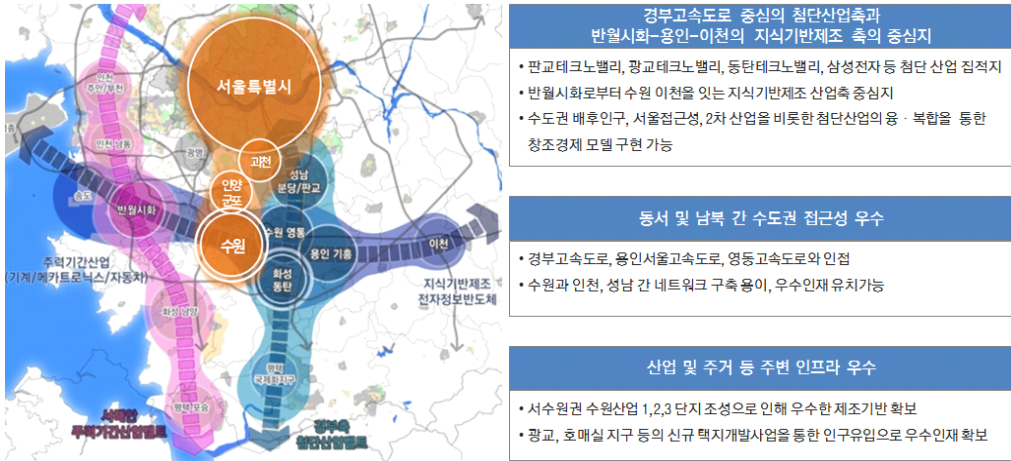 서울특별시
과천
안양
군포
수원
성남
분당/판교
수원 영통
용인 기흥
화성
동탄
이천
인천
주안/부천
인천 남동
광명
송도
반월시화
주력기간산업
(기계/메카트로닉스/자동차)
지식기반제조
전자정보반도체
화성 남양
평택
국제화지구
평택 포승
서해안
주력기간산업벨트
경부축
첨단산업벨트
경부고속도로 중심의 첨단산업축과
반월시화-용인-이천의 지식기반제조 축의 중심지
• 판교테크노밸리, 광교테크노밸리, 동탄테크노밸리, 삼성전자 등 첨단 산업 집적지
• 반월시화로부터 수원 이천을 잇는 지식기반제조 산업축 중심지
• 수도권 배후인구, 서울접근성, 2차 산업을 비롯한 첨단산업의 융 · 복합을 통한
창조경제 모델 구현 가능
동서 및 남북 간 수도권 접근성 우수
• 경부고속도로, 용인서울고속도로, 영동고속도로와 인접
• 수원과 인천, 성남 간 네트워크 구축 용이, 우수인재 유치가능
산업 및 주거 등 주변 인프라 우수
• 서수원권 수원산업 1,2,3 단지 조성으로 인해 우수한 제조기반 확보
• 광교, 호매실 지구 등의 신규 택지개발사업을 통한 인구유입으로 우수인재 확보